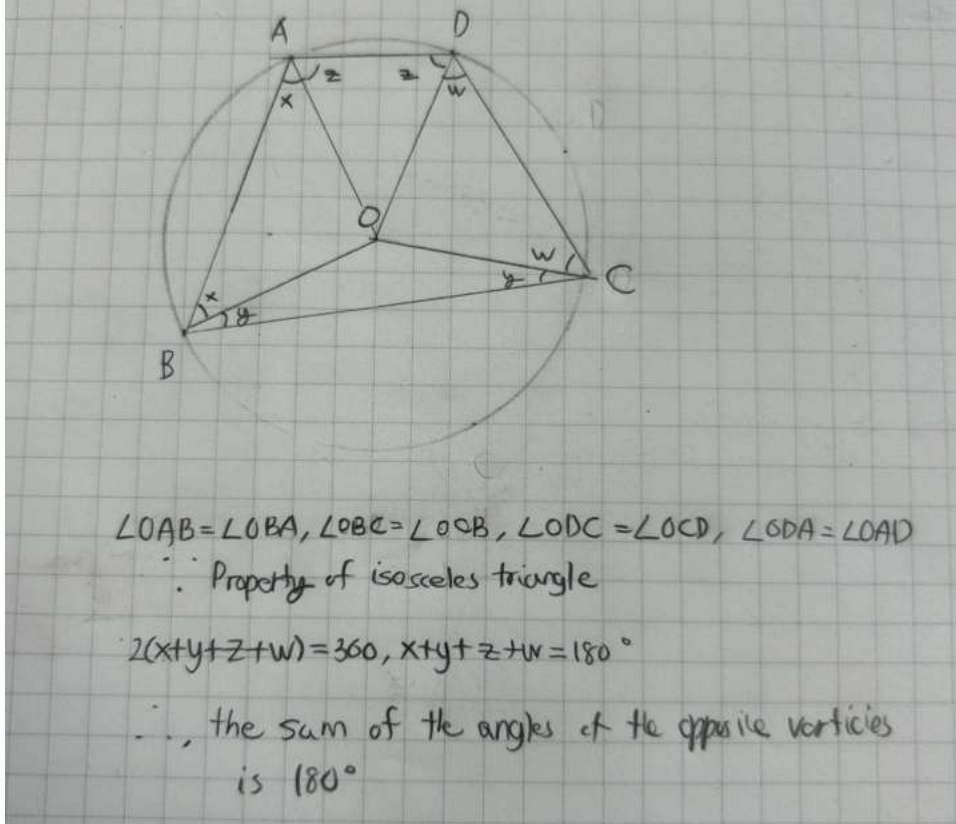 A D
z z
x w
O
w
y C
x y
B
∠OAB=∠OBA, ∠OBC=∠OCB, ∠ODC=∠OCD, ∠ODA=∠OAD
∵ Property of isosceles triangle
2(x+y+z+w)=360, x+y+z+w=180°
∴, the sum of the angles of the opposite vorticies
is 180°